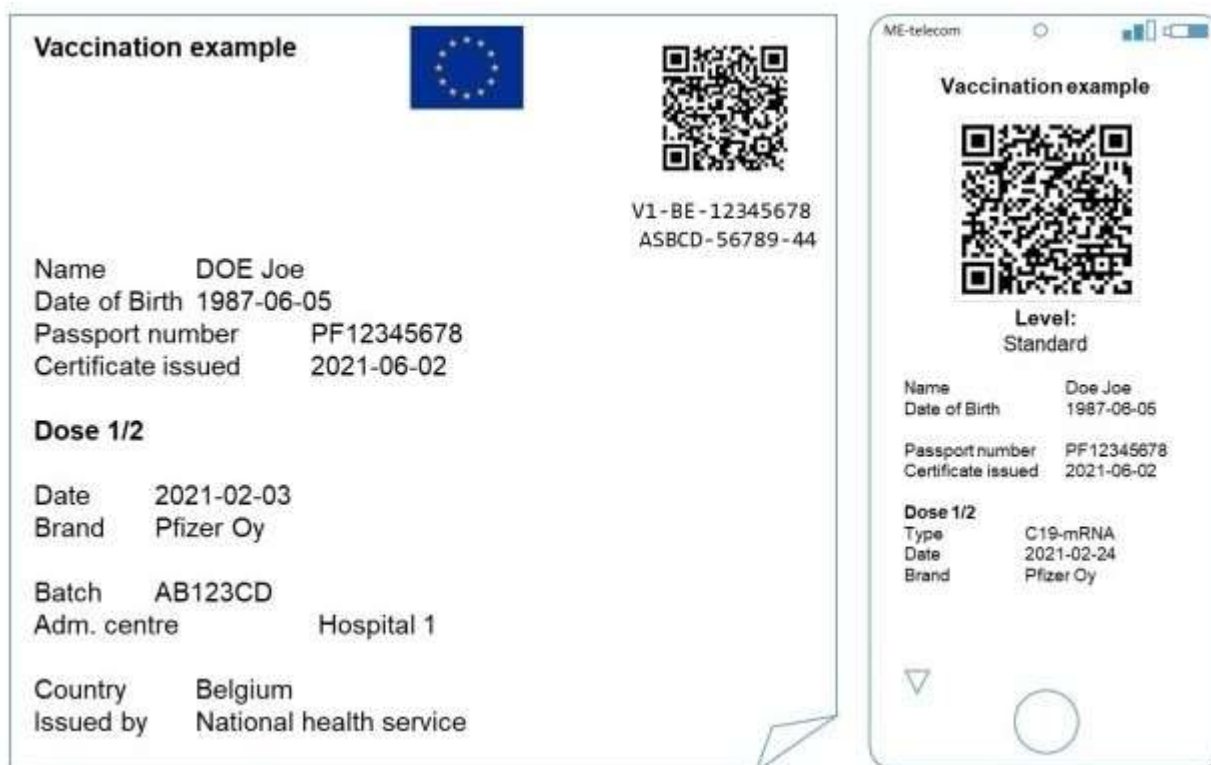 Vaccination example
V1-BE-12345678
ASBCD-56789-44
Name DOE Joe
Date of Birth 1987-06-05
Passport number PF12345678
Certificate issued 2021-06-02
Dose 1/2
Date 2021-02-03
Brand Pfizer Oy
Batch AB123CD
Adm. centre Hospital 1
Country Belgium
Issued by National health service
ME-telecom
Vaccination example
Level:
Standard
Name Doe Joe
Date of Birth 1987-06-05
Passport number PF12345678
Certificate issued 2021-06-02
Dose 1/2
Type C19-mRNA
Date 2021-02-24
Brand Pfizer Oy